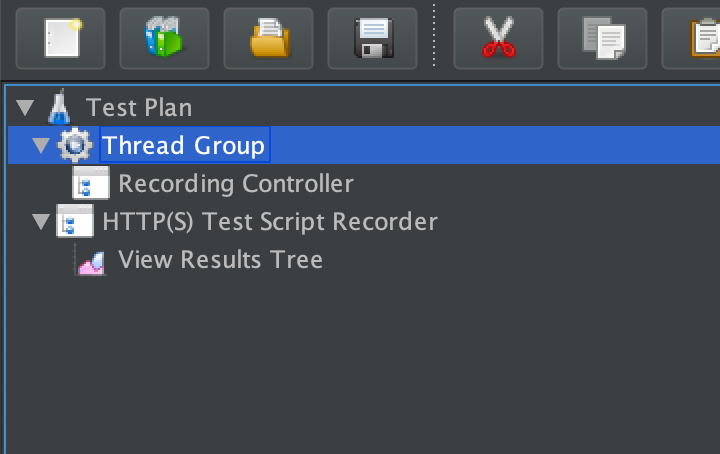 Test Plan
Thread Group
Recording Controller
HTTP(S) Test Script Recorder
View Results Tree